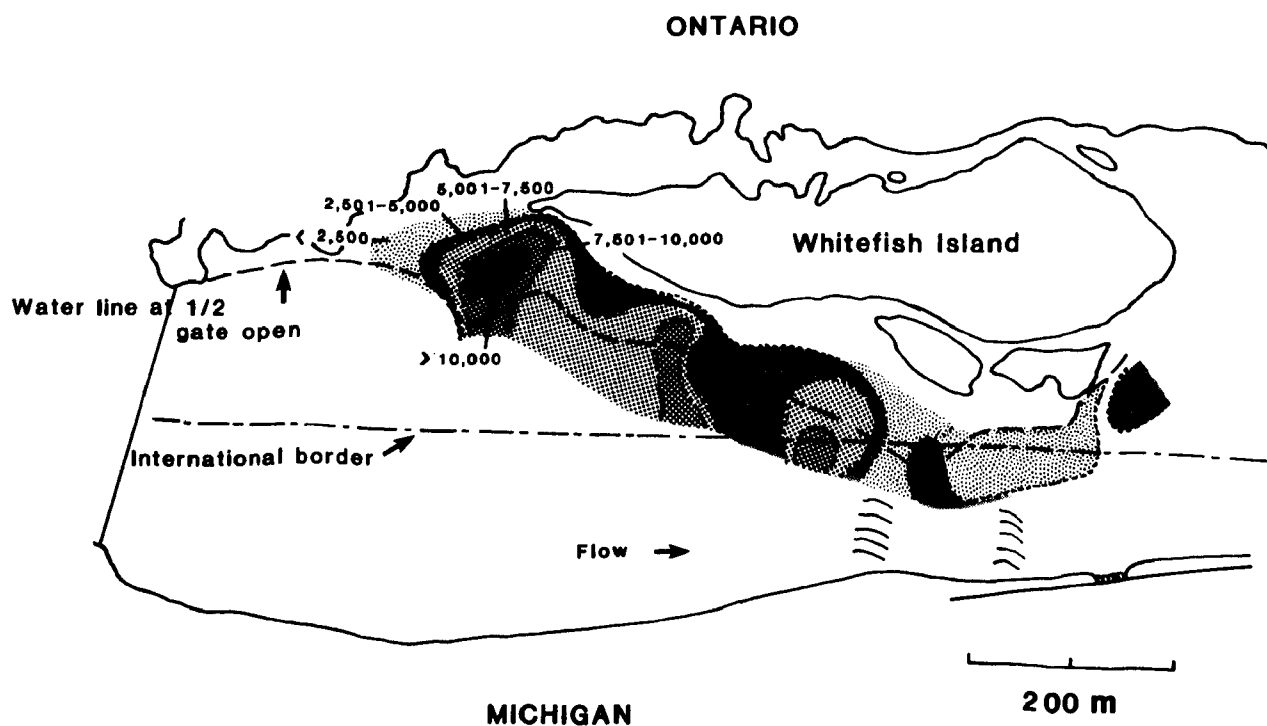 ONTARIO
5,001-7,500
2,501-5,000
< 2,500
7,501-10,000
Whitefish Island
Water line at 1/2
gate open
> 10,000
International border
Flow
200 m
MICHIGAN